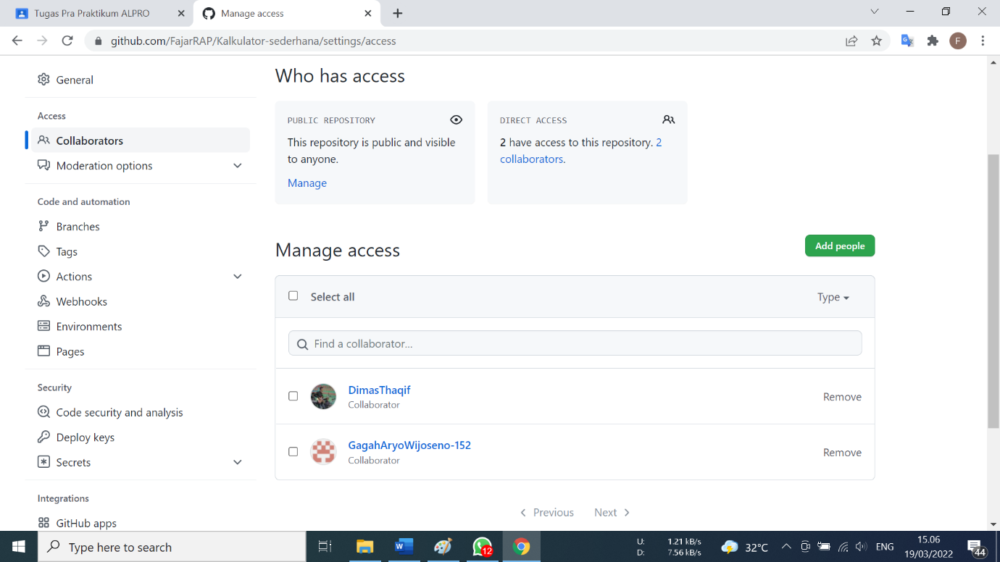 Tugas Pra Praktikum ALPRO
Manage access
github.com/FajarRAP/Kalkulator-sederhana/settings/access
F
General
Access
Collaborators
Moderation options
Code and automation
Branches
Tags
Actions
Webhooks
Environments
Pages
Security
Code security and analysis
Deploy keys
Secrets
Integrations
GitHub apps
Who has access
PUBLIC REPOSITORY
This repository is public and visible
to anyone.
Manage
DIRECT ACCESS
2 have access to this repository. 2
collaborators.
Manage access
Add people
Select all
Type
Find a collaborator...
DimasThaqif
Collaborator
Remove
GagahAryoWijoseno-152
Collaborator
Remove
Previous
Next
Type here to search
12
U: 1.21 kB/s
D: 7.56 kB/s
32°C
ENG
15.06
19/03/2022
44